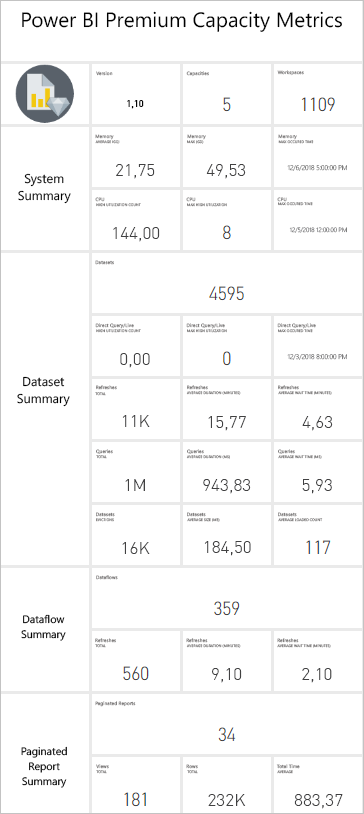 Power BI Premium Capacity Metrics
Version
1,10
Capacities
5
Workspaces
1109
System
Summary
Memory
AVERAGE (GB)
21,75
Memory
MAX (GB)
49,53
Memory
MAX OCCURED TIME
12/6/2018 5:00:00 PM
CPU
HIGH UTILIZATION COUNT
144,00
CPU
MAX HIGH UTILIZATION
8
CPU
MAX OCCURED TIME
12/5/2018 12:00:00 PM
Dataset
Summary
Datasets
4595
Direct Query/Live
HIGH UTILIZATION COUNT
0,00
Direct Query/Live
MAX HIGH UTILIZATION
0
Direct Query/Live
MAX OCCURED TIME
12/3/2018 8:00:00 PM
Refreshes
TOTAL
11K
Refreshes
AVERAGE DURATION (MINUTES)
15,77
Refreshes
AVERAGE WAIT TIME (MINUTES)
4,63
Queries
TOTAL
1M
Queries
AVERAGE DURATION (MS)
943,83
Queries
AVERAGE WAIT TIME (MS)
5,93
Datasets
EVICTIONS
16K
Datasets
AVERAGE SIZE (MB)
184,50
Datasets
AVERAGE LOADED COUNT
117
Dataflow
Summary
Dataflows
359
Refreshes
TOTAL
560
Refreshes
AVERAGE DURATION (MINUTES)
9,10
Refreshes
AVERAGE WAIT TIME (MINUTES)
2,10
Paginated
Report
Summary
Paginated Reports
34
Views
TOTAL
181
Rows
TOTAL
232K
Total Time
AVERAGE
883,37